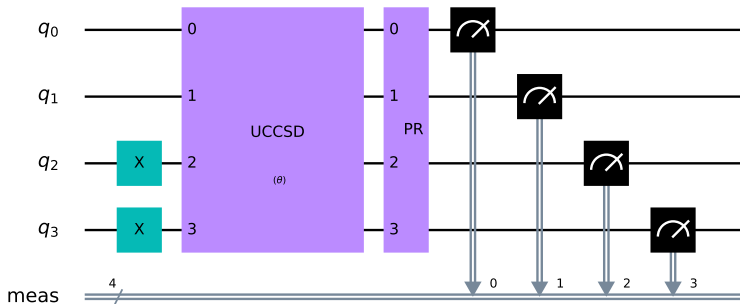 q0 0 0
q1 1 1
UCCSD PR
q2 X 2 2
(θ)
q3 X 3 3
meas 4 0 1 2 3